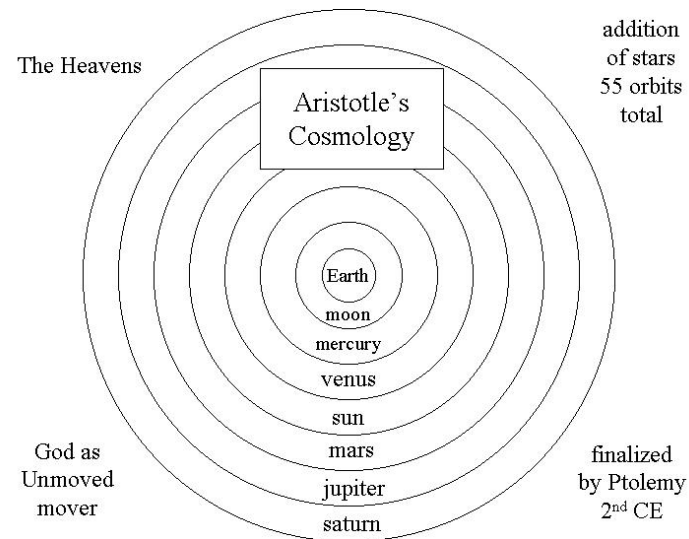 The Heavens
addition
of stars
55 orbits
total
Aristotle's
Cosmology
Earth
moon
mercury
venus
sun
mars
jupiter
saturn
God as
Unmoved
mover
finalized
by Ptolemy
2nd CE